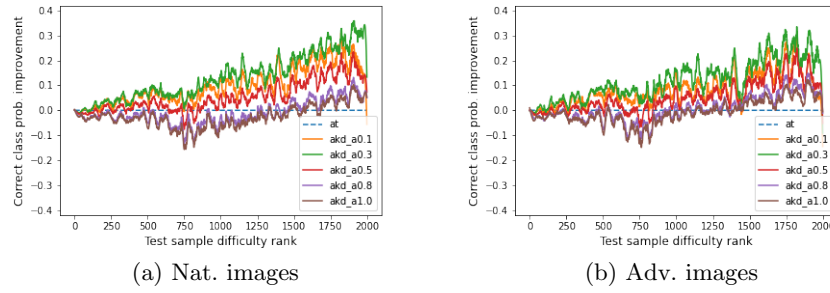 Correct class prob. improvement
0.4
0.3
0.2
0.1
0.0
−0.1
−0.2
−0.3
−0.4
at
akd_a0.1
akd_a0.3
akd_a0.5
akd_a0.8
akd_a1.0
0 250 500 750 1000 1250 1500 1750 2000
Test sample difficulty rank
(a) Nat. images
Correct class prob. improvement
0.4
0.3
0.2
0.1
0.0
−0.1
−0.2
−0.3
−0.4
at
akd_a0.1
akd_a0.3
akd_a0.5
akd_a0.8
akd_a1.0
0 250 500 750 1000 1250 1500 1750 2000
Test sample difficulty rank
(b) Adv. images